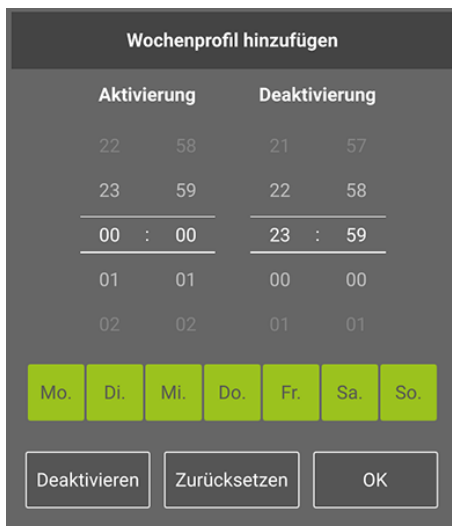 Wochenprofil hinzufügen
Aktivierung Deaktivierung
22 58 21 57
23 59 22 58
00 : 00 23 : 59
01 01 00 00
02 02 01 01
Mo. Di. Mi. Do. Fr. Sa. So.
Deaktivieren Zurücksetzen OK